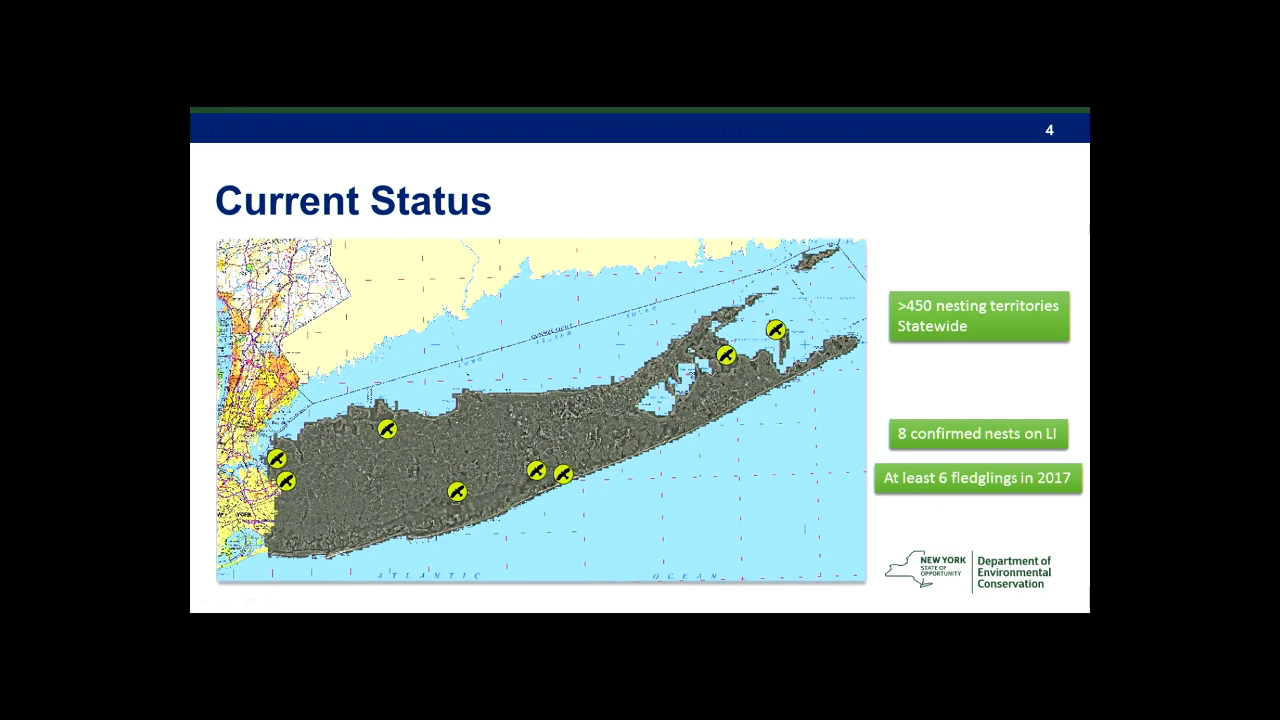 4
Current Status
>450 nesting territories
Statewide
8 confirmed nests on LI
At least 6 fledglings in 2017
ATLANTIC OCEAN
NEW YORK
STATE OF
OPPORTUNITY
Department of
Environmental
Conservation